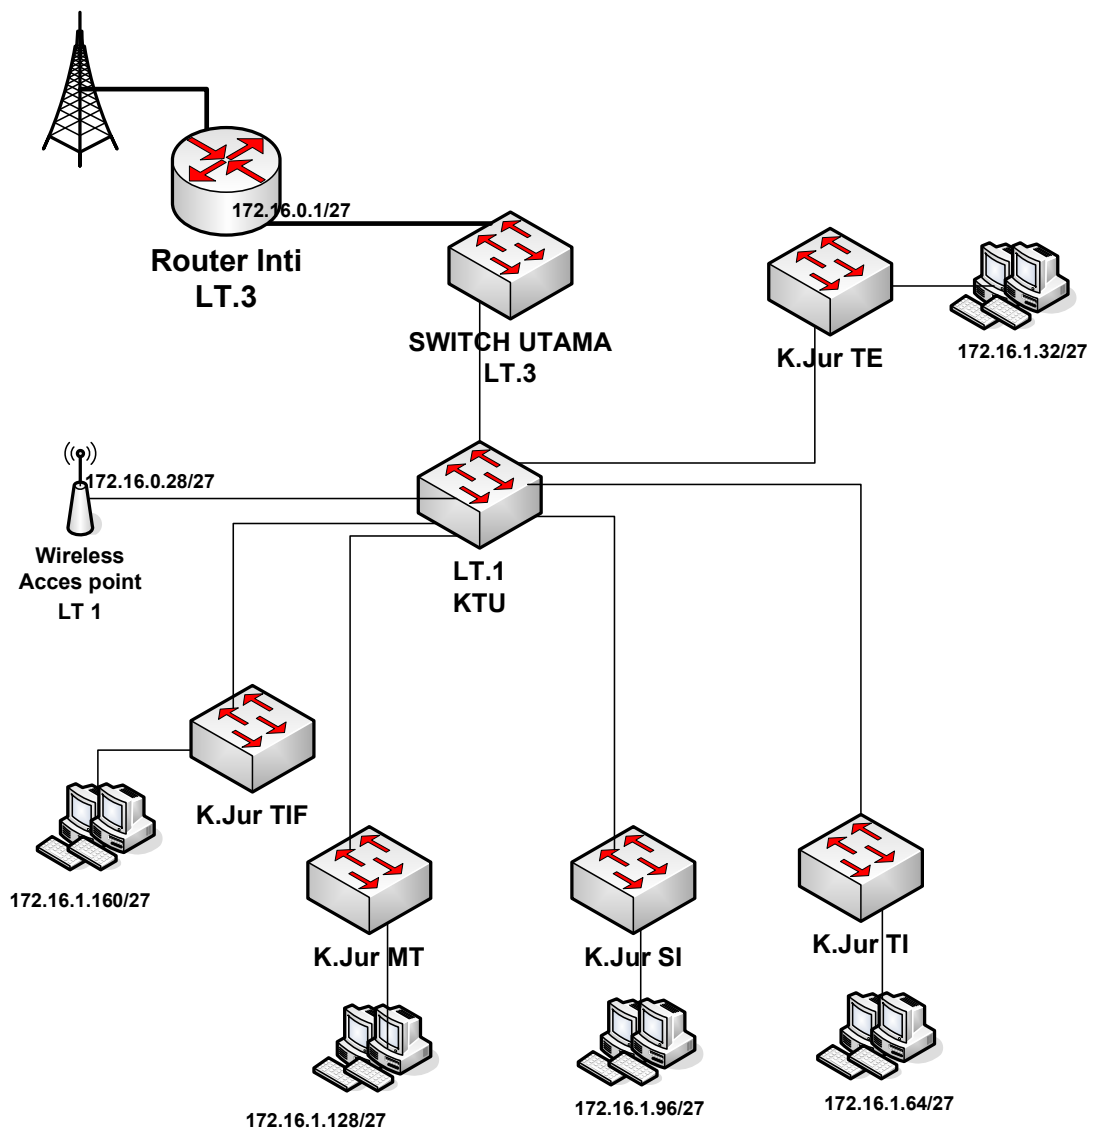 172.16.0.1/27
Router Inti
LT.3
SWITCH UTAMA
LT.3
K.Jur TE
172.16.1.32/27
172.16.0.28/27
Wireless
Acces point
LT 1
LT.1
KTU
K.Jur TIF
172.16.1.160/27
K.Jur MT
K.Jur SI
K.Jur TI
172.16.1.128/27
172.16.1.96/27
172.16.1.64/27